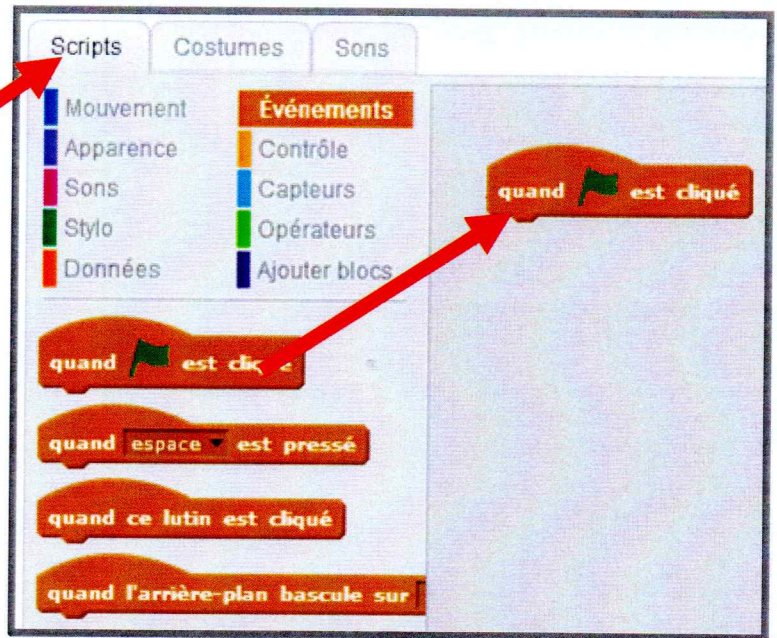 Scripts Costumes Sons
Mouvement Événements
Apparence Contrôle
Sons Capteurs
Stylo Opérateurs
Données Ajouter blocs
quand est cliqué
quand est cliqué
quand espace est pressé
quand ce lutin est cliqué
quand l'arrière-plan bascule sur